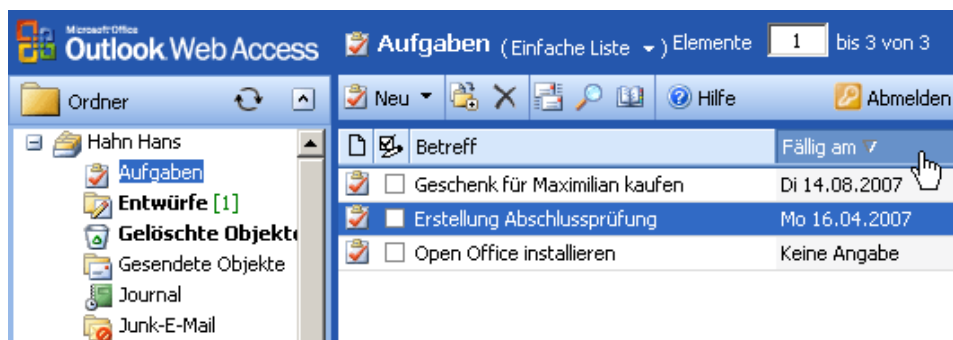 Microsoft Office
Outlook Web Access
Aufgaben (Einfache Liste ) Elemente 1 bis 3 von 3
Ordner
Neu Hilfe Abmelden
Hahn Hans
Aufgaben
Entwürfe [1]
Gelöschte Objekt
Gesendete Objekte
Journal
Junk-E-Mail
Betreff Fällig am
Geschenk für Maximilian kaufen Di 14.08.2007
Erstellung Abschlussprüfung Mo 16.04.2007
Open Office installieren Keine Angabe